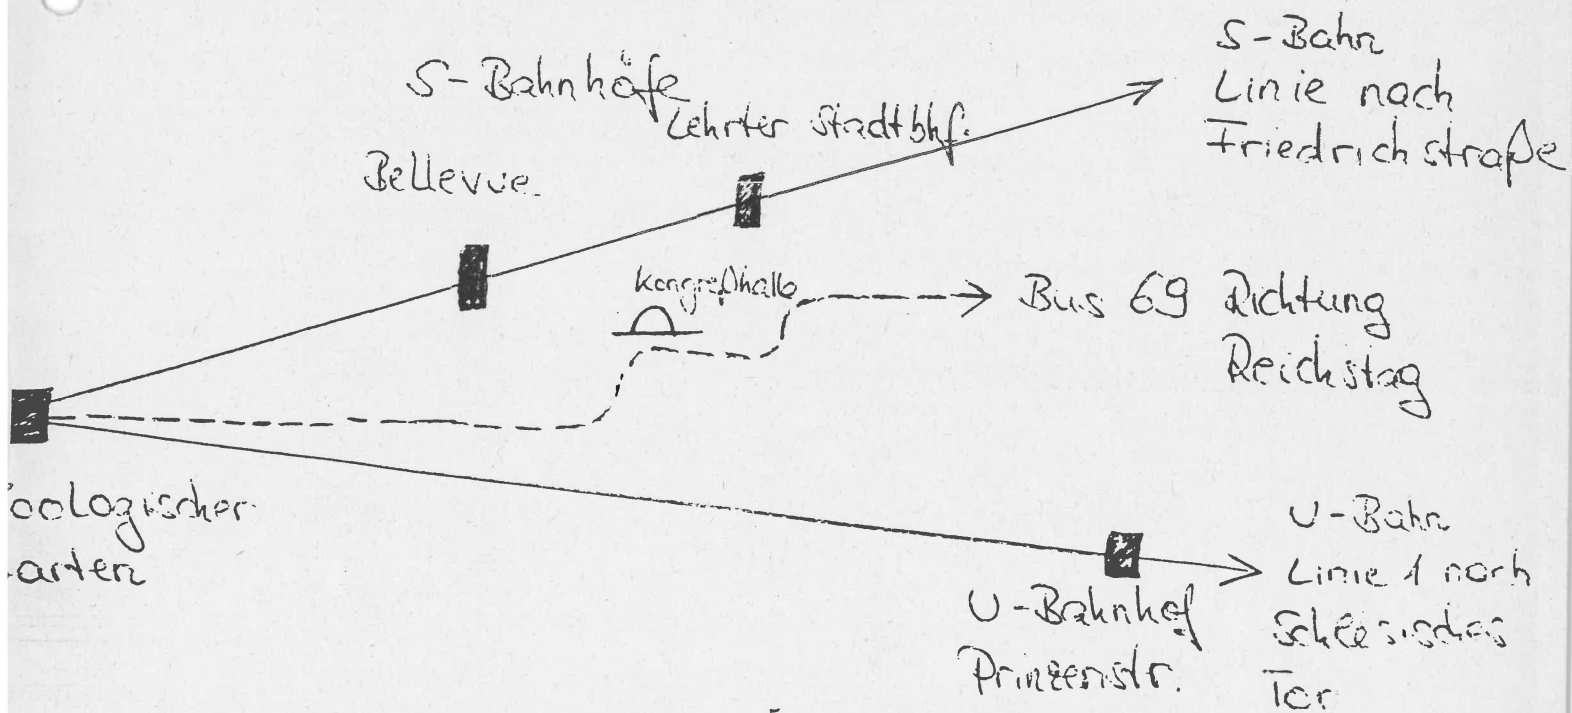 S-Bahnhöfe
Lehrter Stadtbhf.
Bellevue
S-Bahn
Linie nach
Friedrichstraße
Kongreßhalle
Bus 69 Richtung
Reichstag
oologischer
arten
U-Bahnhof
Prinzenstr.
U-Bahn
Linie 1 nach
Schlesisches
Tor